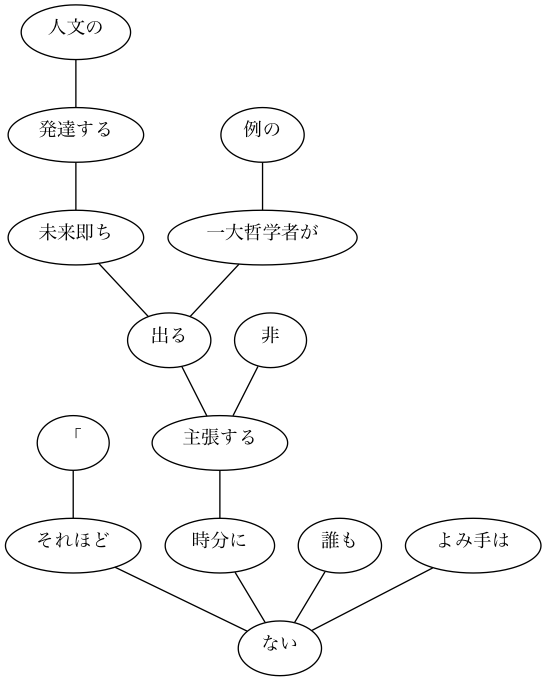 人文の
発達する
例の
未来即ち
一大哲学者が
出る
非
「
主張する
それほど
時分に
誰も
よみ手は
ない